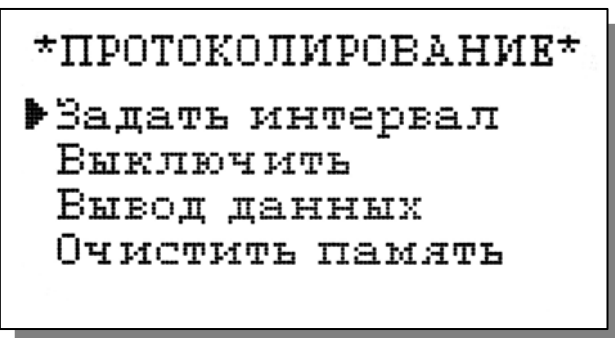 *ПРОТОКОЛИРОВАНИЕ*
Задать интервал
Выключить
Вывод данных
Очистить память